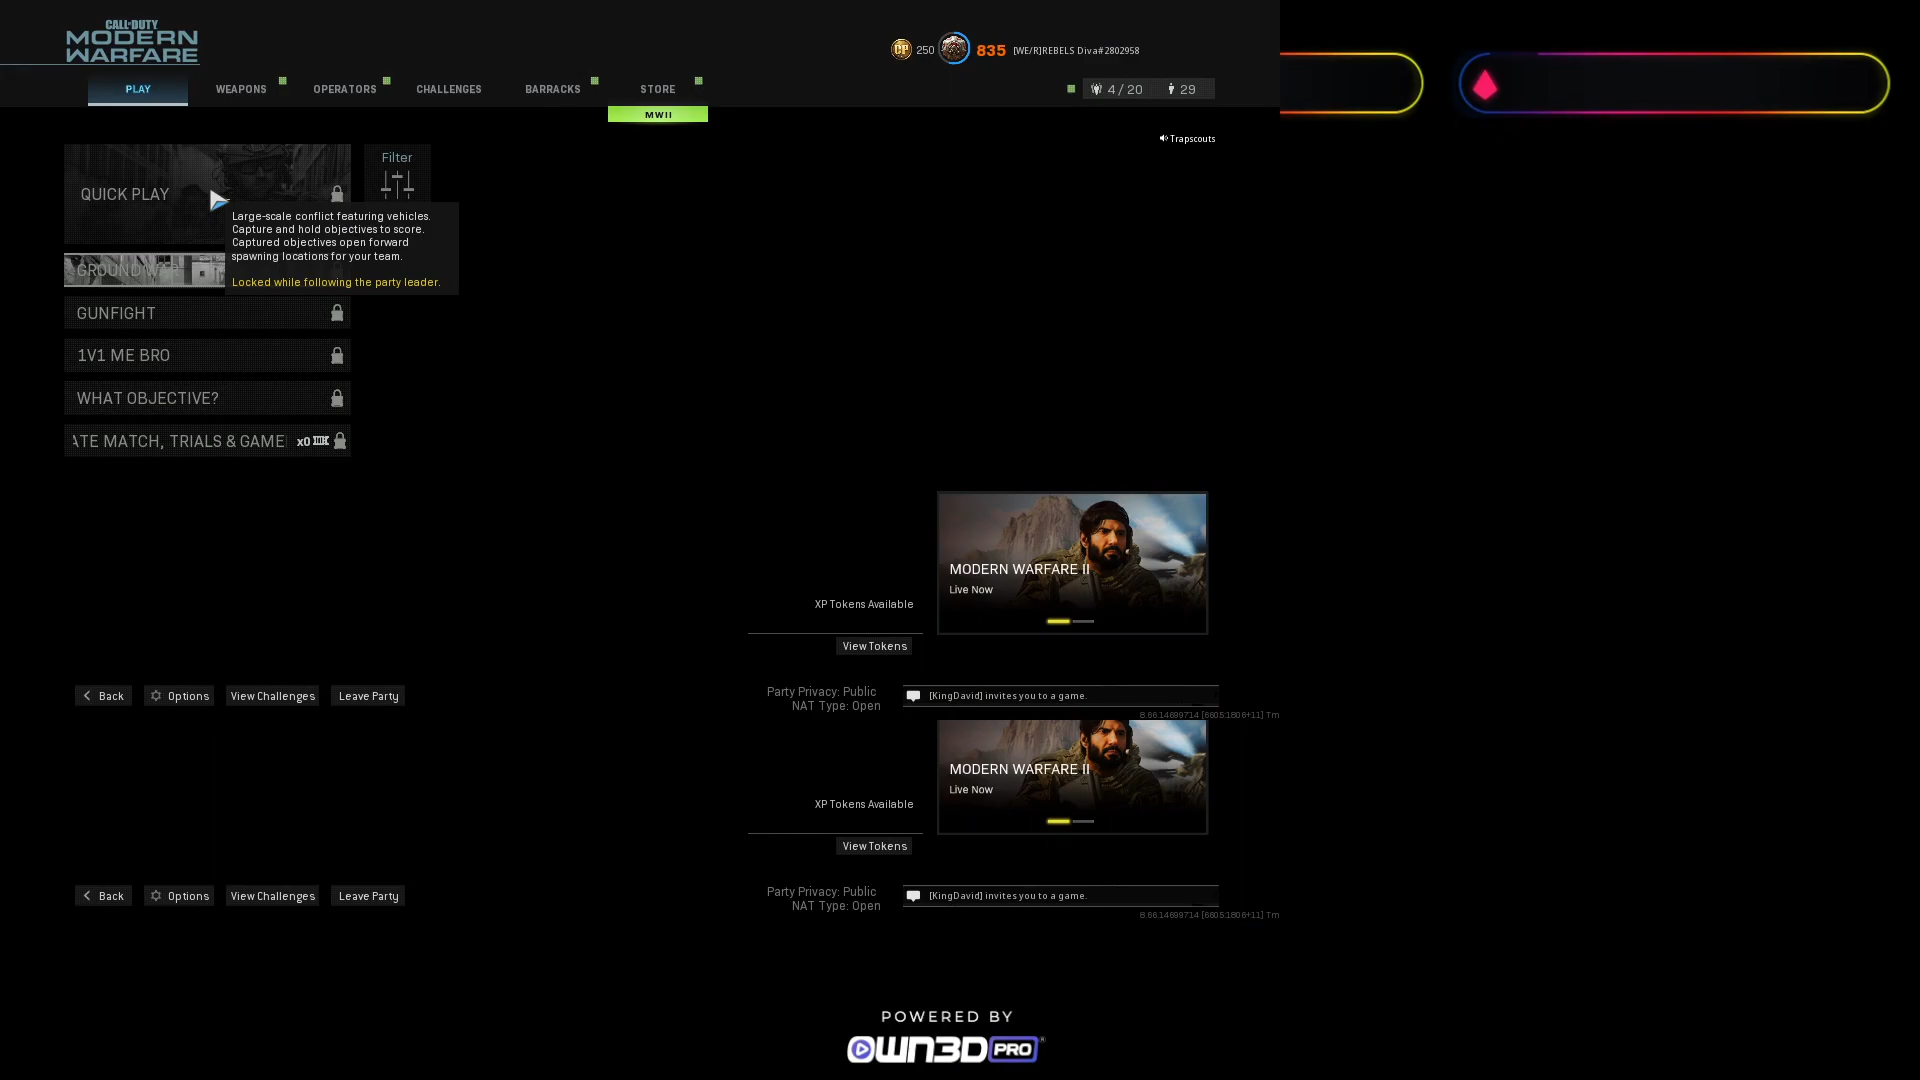 CALL OF DUTY
MODERN
WARFARE
CP 250 835 [WE/R]REBELS Diva#2802958
PLAY WEAPONS OPERATORS CHALLENGES BARRACKS STORE
4 / 20 29
MWII
Trapscouts
Filter
QUICK PLAY
Large-scale conflict featuring vehicles.
Capture and hold objectives to score.
Captured objectives open forward
spawning locations for your team.
GROUND WAR
Locked while following the party leader.
GUNFIGHT
1V1 ME BRO
WHAT OBJECTIVE?
ATE MATCH, TRIALS & GAME x0
MODERN WARFARE II
Live Now
XP Tokens Available
View Tokens
Back Options View Challenges Leave Party
Party Privacy: Public
NAT Type: Open
[KingDavid] invites you to a game.
MODERN WARFARE II
Live Now
XP Tokens Available
View Tokens
Back Options View Challenges Leave Party
Party Privacy: Public
NAT Type: Open
[KingDavid] invites you to a game.
POWERED BY
OWN3D PRO